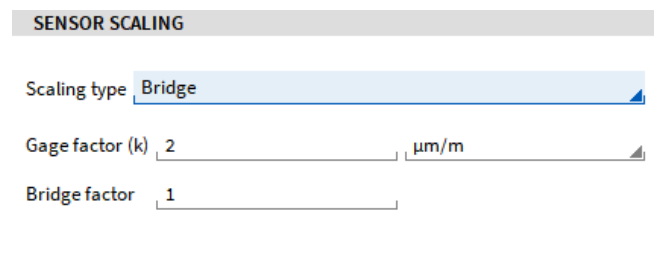 SENSOR SCALING
Scaling type Bridge
Gage factor (k) 2 µm/m
Bridge factor 1